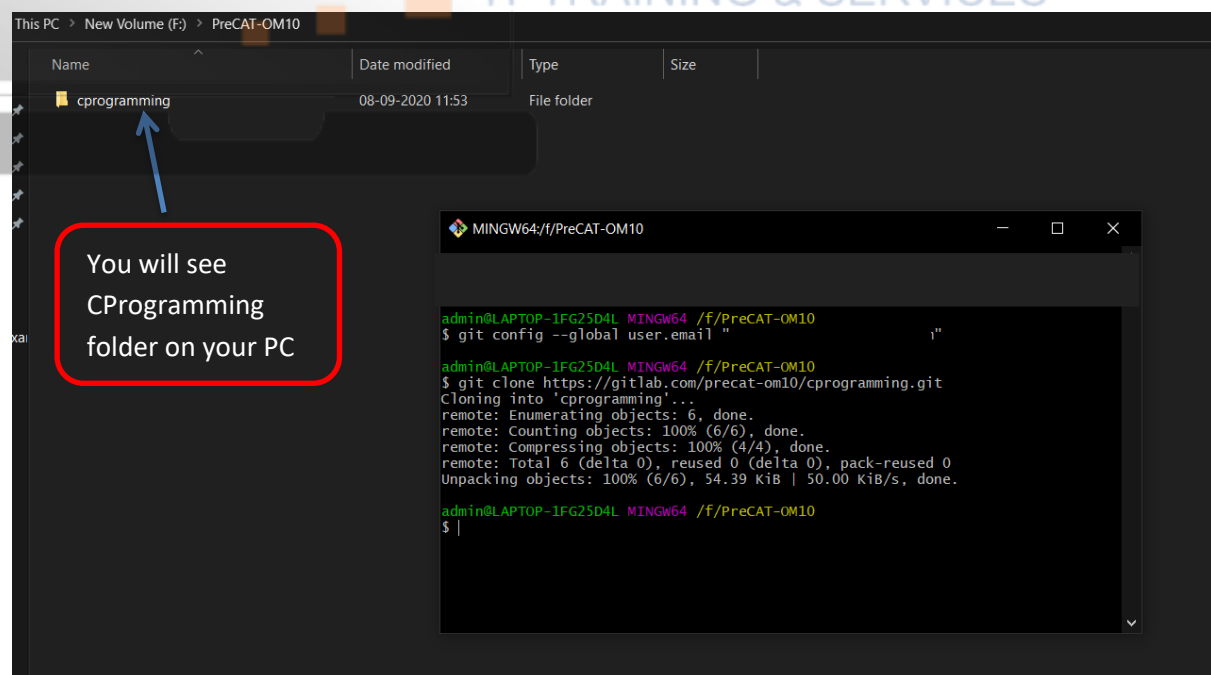 IT TRAINING & SERVICES
This PC > New Volume (F:) > PreCAT-OM10
Name Date modified Type Size
cprogramming 08-09-2020 11:53 File folder
You will see
CProgramming
folder on your PC
MINGW64:/f/PreCAT-OM10
admin@LAPTOP-1FG25D4L MINGW64 /f/PreCAT-OM10
$ git config --global user.email " "
admin@LAPTOP-1FG25D4L MINGW64 /f/PreCAT-OM10
$ git clone https://gitlab.com/precat-om10/cprogramming.git
Cloning into 'cprogramming'...
remote: Enumerating objects: 6, done.
remote: Counting objects: 100% (6/6), done.
remote: Compressing objects: 100% (4/4), done.
remote: Total 6 (delta 0), reused 0 (delta 0), pack-reused 0
Unpacking objects: 100% (6/6), 54.39 KiB | 50.00 KiB/s, done.
admin@LAPTOP-1FG25D4L MINGW64 /f/PreCAT-OM10
$